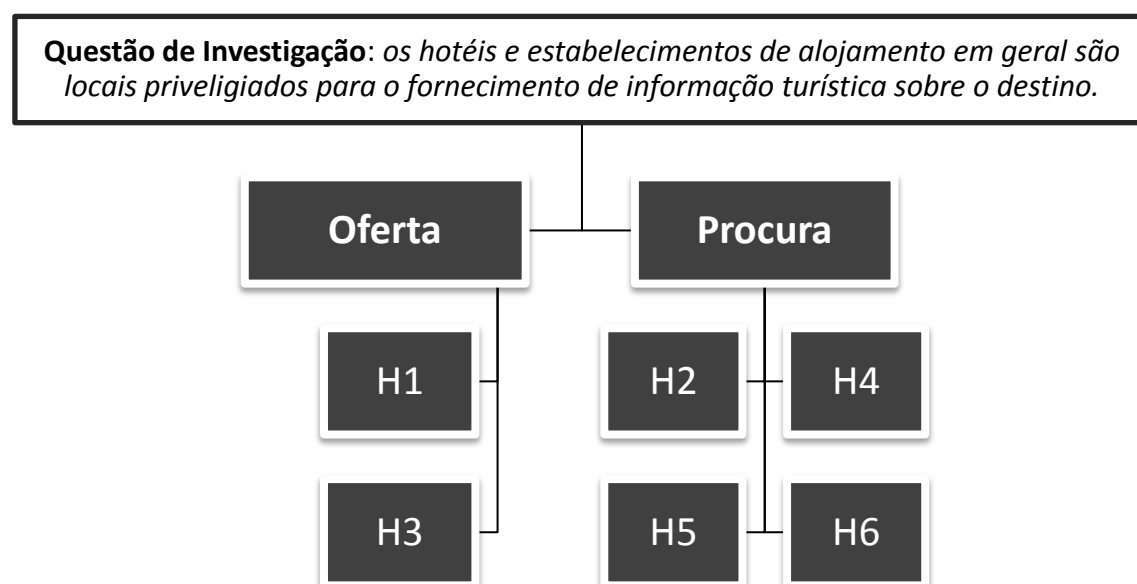 Questão de Investigação: os hotéis e estabelecimentos de alojamento em geral são
locais priveligiados para o fornecimento de informação turística sobre o destino.
Oferta
Procura
H1
H2
H4
H3
H5
H6